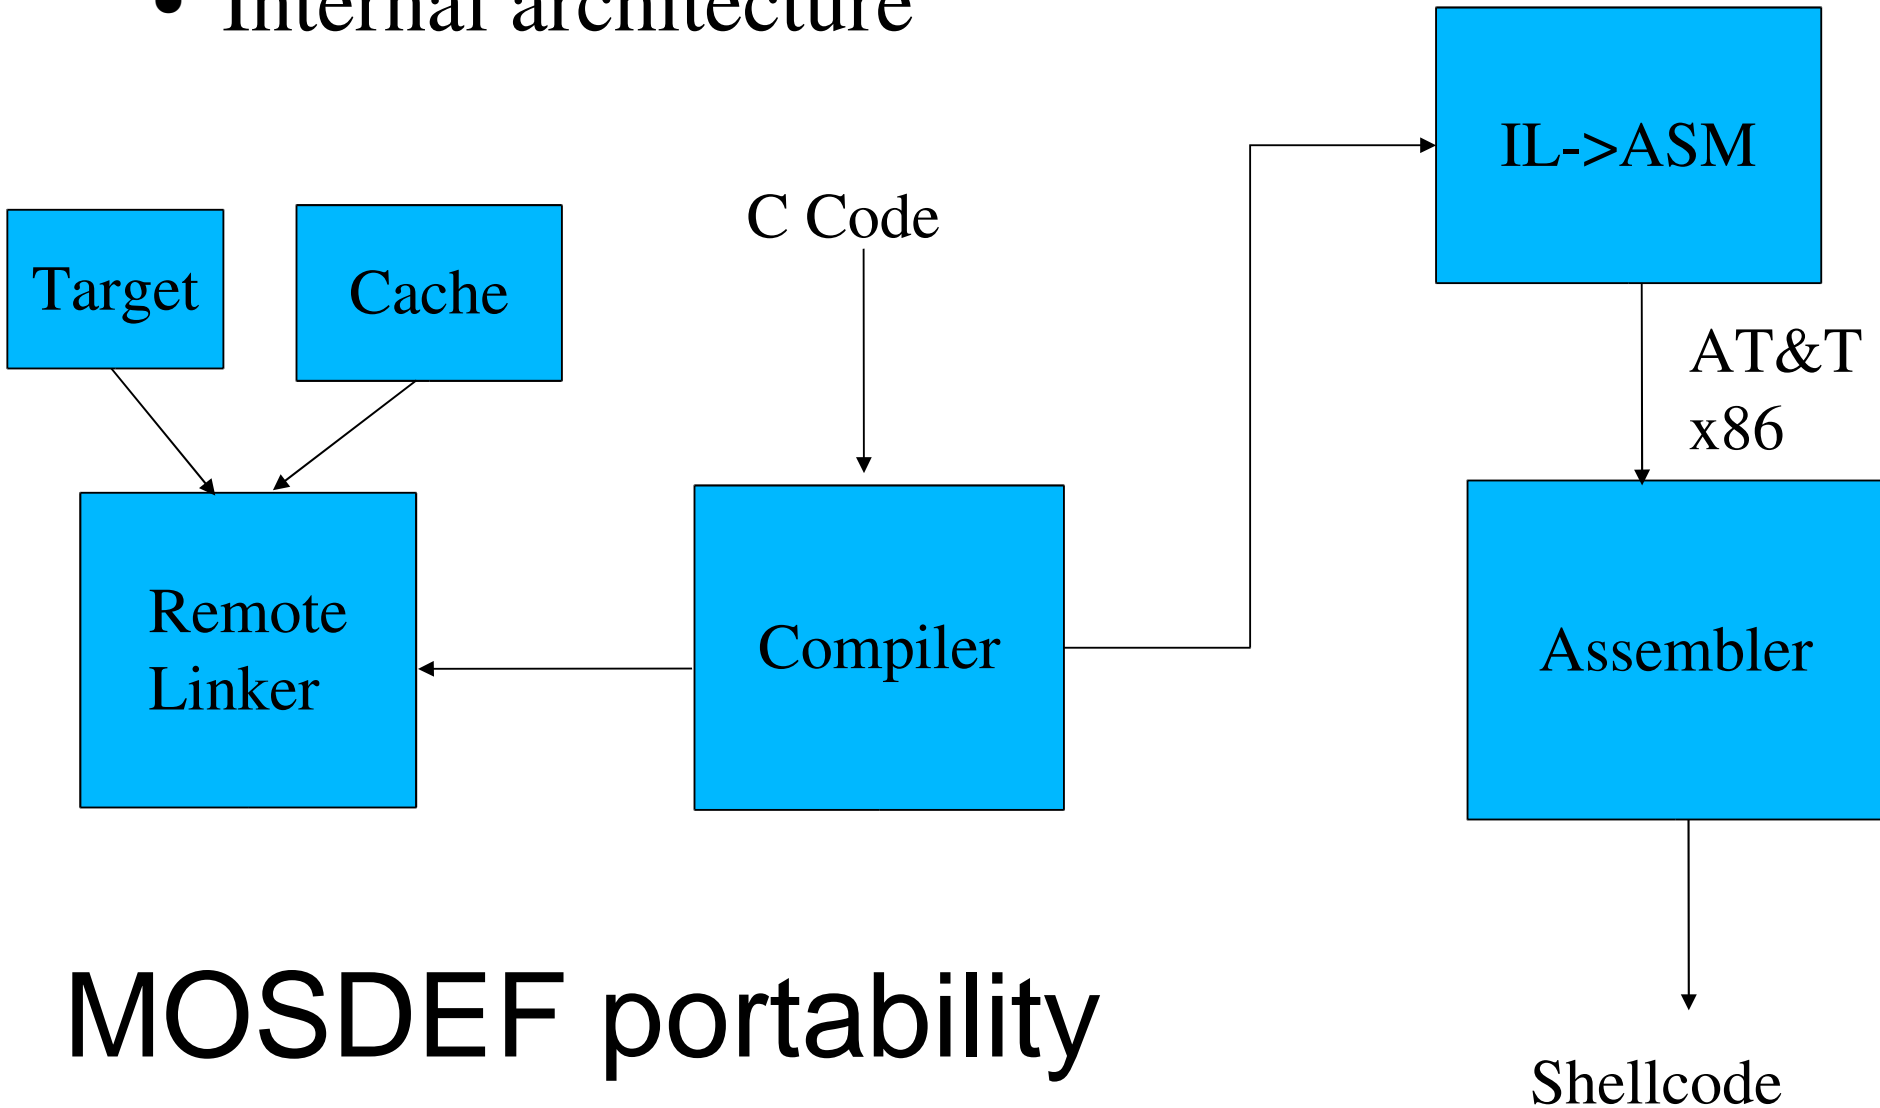 • Internal architecture
IL->ASM
C Code
Target
Cache
AT&T
x86
Remote
Linker
Compiler
Assembler
MOSDEF portability
Shellcode